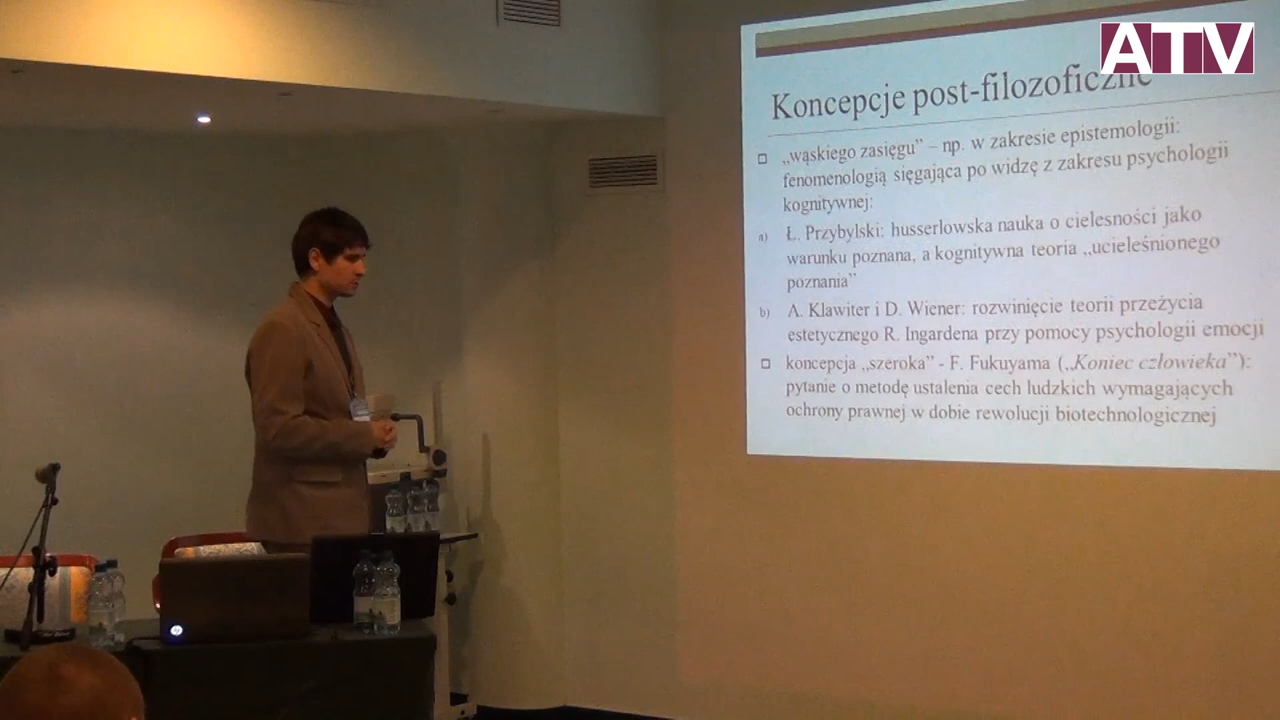 ATV
Koncepcje post-filozoficzne
„wąskiego zasięgu” – np. w zakresie epistemologii:
fenomenologią sięgająca po widzę z zakresu psychologii
kognitywnej:
a) Ł. Przybylski: husserlowska nauka o cielesności jako
warunku poznana, a kognitywna teoria „ucieleśnionego
poznania”
b) A. Klawiter i D. Wiener: rozwinięcie teorii przeżycia
estetycznego R. Ingardena przy pomocy psychologii emocji
koncepcja „szeroka” - F. Fukuyama („Koniec człowieka”):
pytanie o metodę ustalenia cech ludzkich wymagających
ochrony prawnej w dobie rewolucji biotechnologicznej
hp